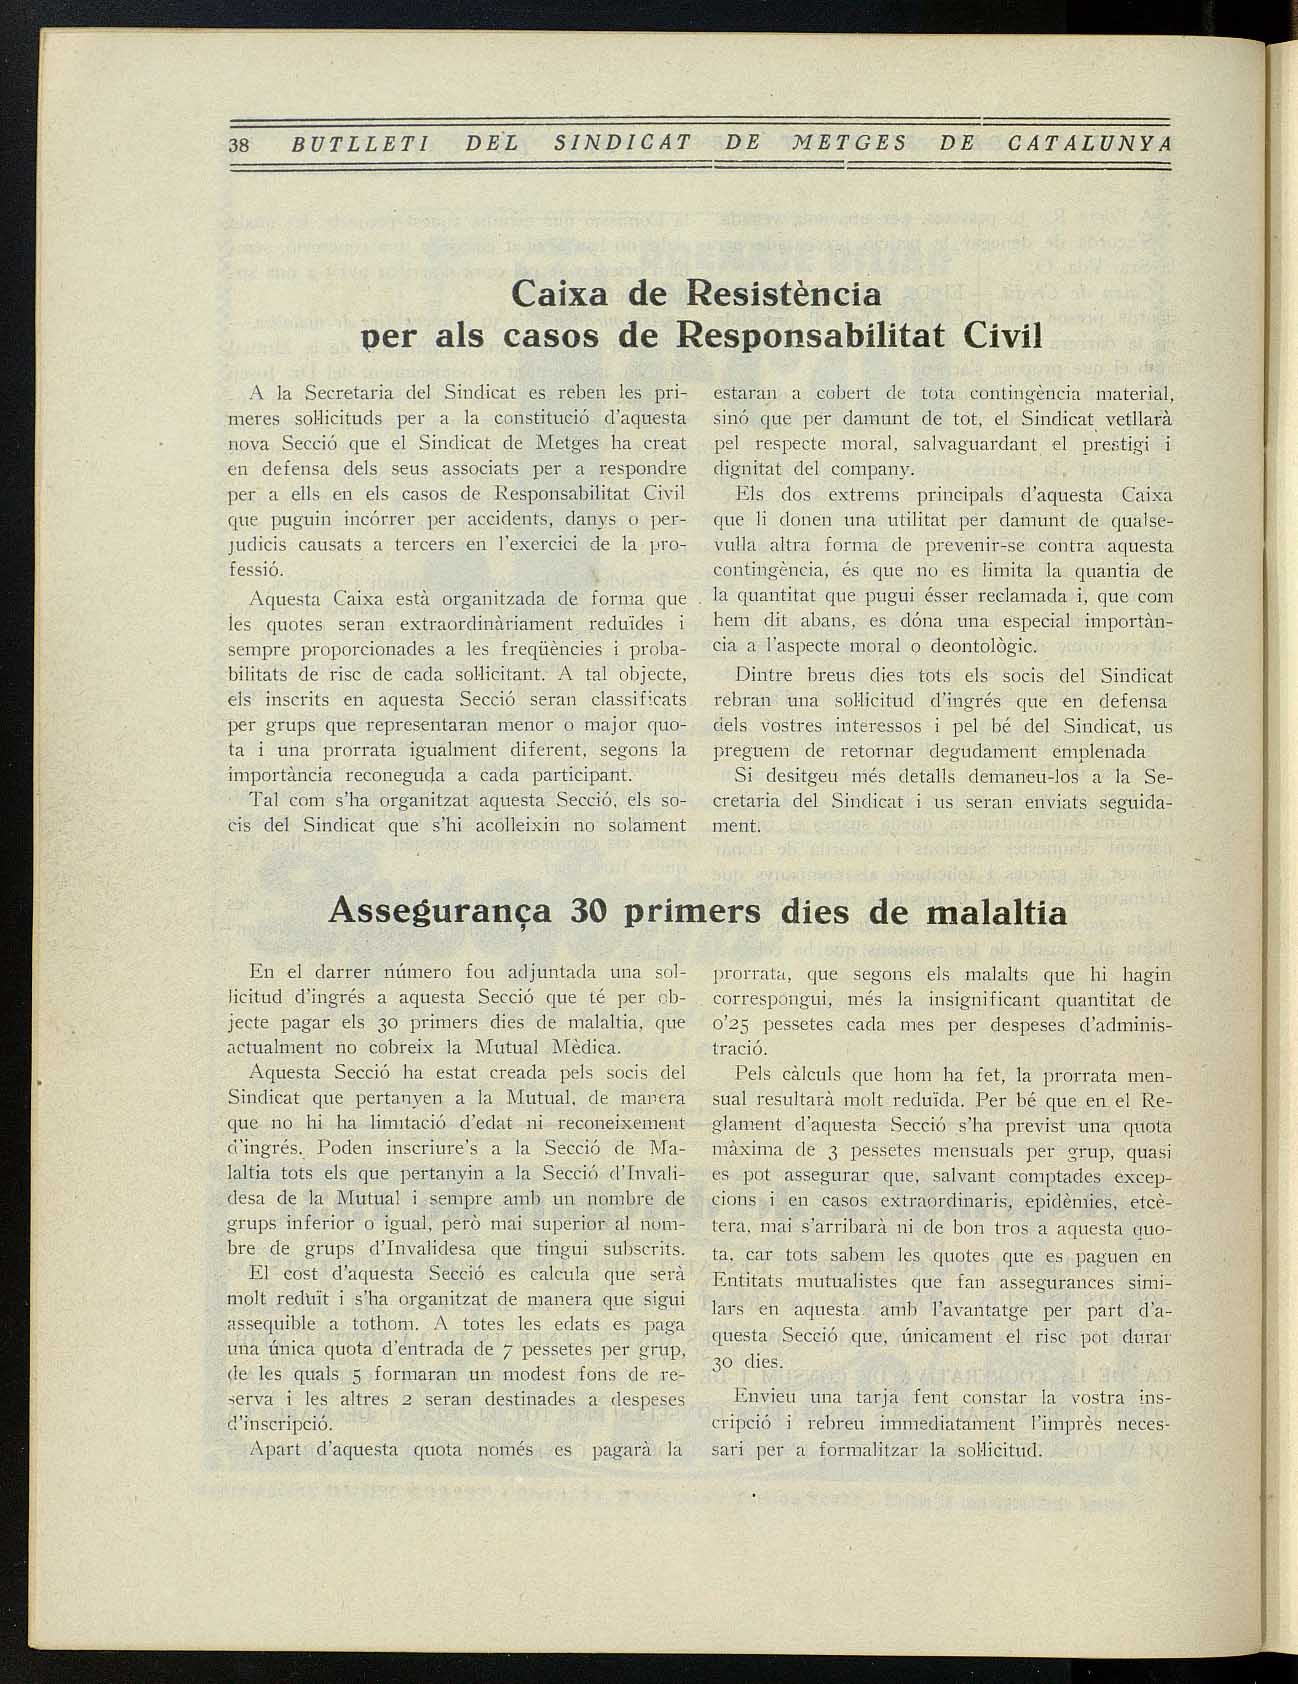 38 BUTLLETI DEL SINDICAT DE METGES DE CATALUNYA
Caixa de Resistència
per als casos de Responsabilitat Civil
A la Secretaria del Sindicat es reben les pri-
meres sol·licituds per a la constitució d'aquesta
nova Secció que el Sindicat de Metges ha creat
en defensa dels seus associats per a respondre
per a ells en els casos de Responsabilitat Civil
que puguin incórrer per accidents, danys o per-
judicis causats a tercers en l'exercici de la pro-
fessió.
Aquesta Caixa està organitzada de forma que
les quotes seran extraordinàriament reduïdes i
sempre proporcionades a les freqüències i proba-
bilitats de risc de cada sol·licitant. A tal objecte,
els inscrits en aquesta Secció seran classificats
per grups que representaran menor o major quo-
ta i una prorrata igualment diferent, segons la
importància reconeguda a cada participant.
Tal com s'ha organitzat aquesta Secció, els so-
cis del Sindicat que s'hi acolleixin no solament
estaran a cobert de tota contingència material,
sinó que per damunt de tot, el Sindicat vetllarà
pel respecte moral, salvaguardant el prestigi i
dignitat del company.
Els dos extrems principals d'aquesta Caixa
que li donen una utilitat per damunt de qualse-
vulla altra forma de prevenir-se contra aquesta
contingència, és que no es limita la quantia de
la quantitat que pugui ésser reclamada i, que com
hem dit abans, es dóna una especial importàn-
cia a l'aspecte moral o deontològic.
Dintre breus dies tots els socis del Sindicat
rebran una sol·licitud d'ingrés que en defensa
dels vostres interessos i pel bé del Sindicat, us
preguem de retornar degudament emplenada
Si desitgeu més detalls demaneu-los a la Se-
cretaria del Sindicat i us seran enviats seguida-
ment.
Assegurança 30 primers dies de malaltia
En el darrer número fou adjuntada una sol-
licitud d'ingrés a aquesta Secció que té per ob-
jecte pagar els 30 primers dies de malaltia, que
actualment no cobreix la Mutual Mèdica.
Aquesta Secció ha estat creada pels socis del
Sindicat que pertanyen a la Mutual, de manera
que no hi ha limitació d'edat ni reconeixement
d'ingrés. Poden inscriure's a la Secció de Ma-
laltia tots els que pertanyin a la Secció d'Invali-
desa de la Mutual i sempre amb un nombre de
grups inferior o igual, però mai superior al nom-
bre de grups d'Invalidesa que tingui subscrits.
El cost d'aquesta Secció es calcula que serà
molt reduït i s'ha organitzat de manera que sigui
assequible a tothom. A totes les edats es paga
una única quota d'entrada de 7 pessetes per grup,
de les quals 5 formaran un modest fons de re-
serva i les altres 2 seran destinades a despeses
d'inscripció.
Apart d'aquesta quota només es pagarà la
prorrata, que segons els malalts que hi hagin
correspongui, més la insignificant quantitat de
0'25 pessetes cada mes per despeses d'adminis-
tració.
Pels càlculs que hom ha fet, la prorrata men-
sual resultarà molt reduïda. Per bé que en el Re-
glament d'aquesta Secció s'ha previst una quota
màxima de 3 pessetes mensuals per grup, quasi
es pot assegurar que, salvant comptades excep-
cions i en casos extraordinaris, epidèmies, etcè-
tera, mai s'arribarà ni de bon tros a aquesta quo-
ta, car tots sabem les quotes que es paguen en
Entitats mutualistes que fan assegurances simi-
lars en aquesta amb l'avantatge per part d'a-
questa Secció que, únicament el risc pot durar
30 dies.
Envieu una tarja fent constar la vostra ins-
cripció i rebreu immediatament l'imprès neces-
sari per a formalitzar la sol·licitud.